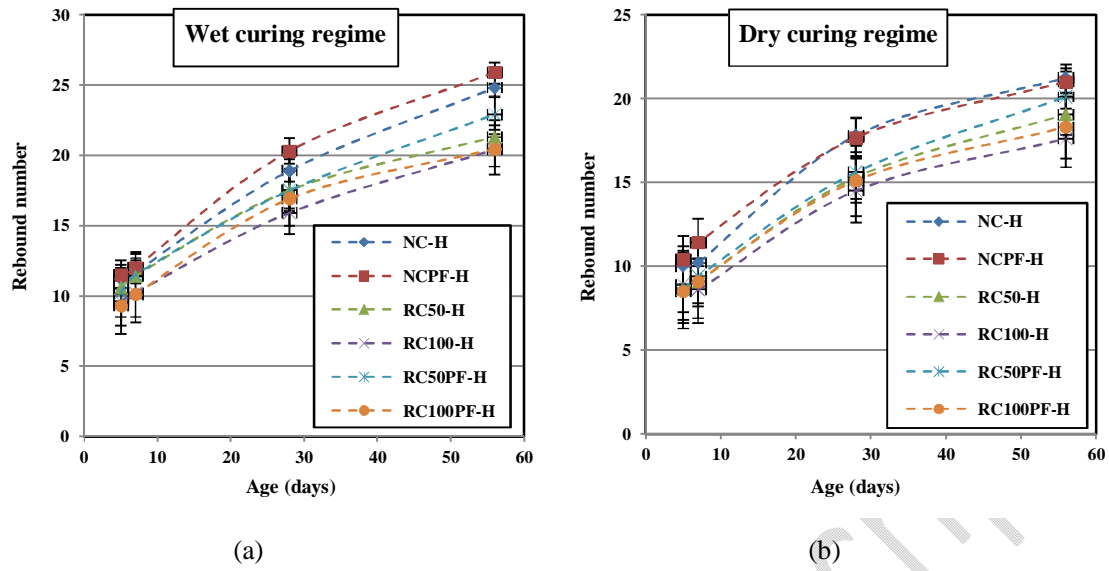 Wet curing regime
30
25
20
15
10
5
0
0 10 20 30 40 50 60
Rebound number
Age (days)
NC-H
NCPF-H
RC50-H
RC100-H
RC50PF-H
RC100PF-H
(a)
Dry curing regime
25
20
15
10
5
0
0 10 20 30 40 50 60
Rebound number
Age (days)
NC-H
NCPF-H
RC50-H
RC100-H
RC50PF-H
RC100PF-H
(b)